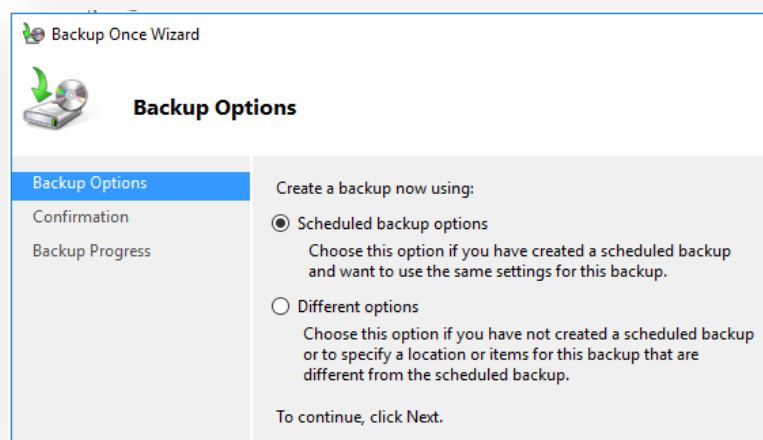 Backup Once Wizard
Backup Options
Backup Options
Confirmation
Backup Progress
Create a backup now using:
Scheduled backup options
Choose this option if you have created a scheduled backup
and want to use the same settings for this backup.
Different options
Choose this option if you have not created a scheduled backup
or to specify a location or items for this backup that are
different from the scheduled backup.
To continue, click Next.